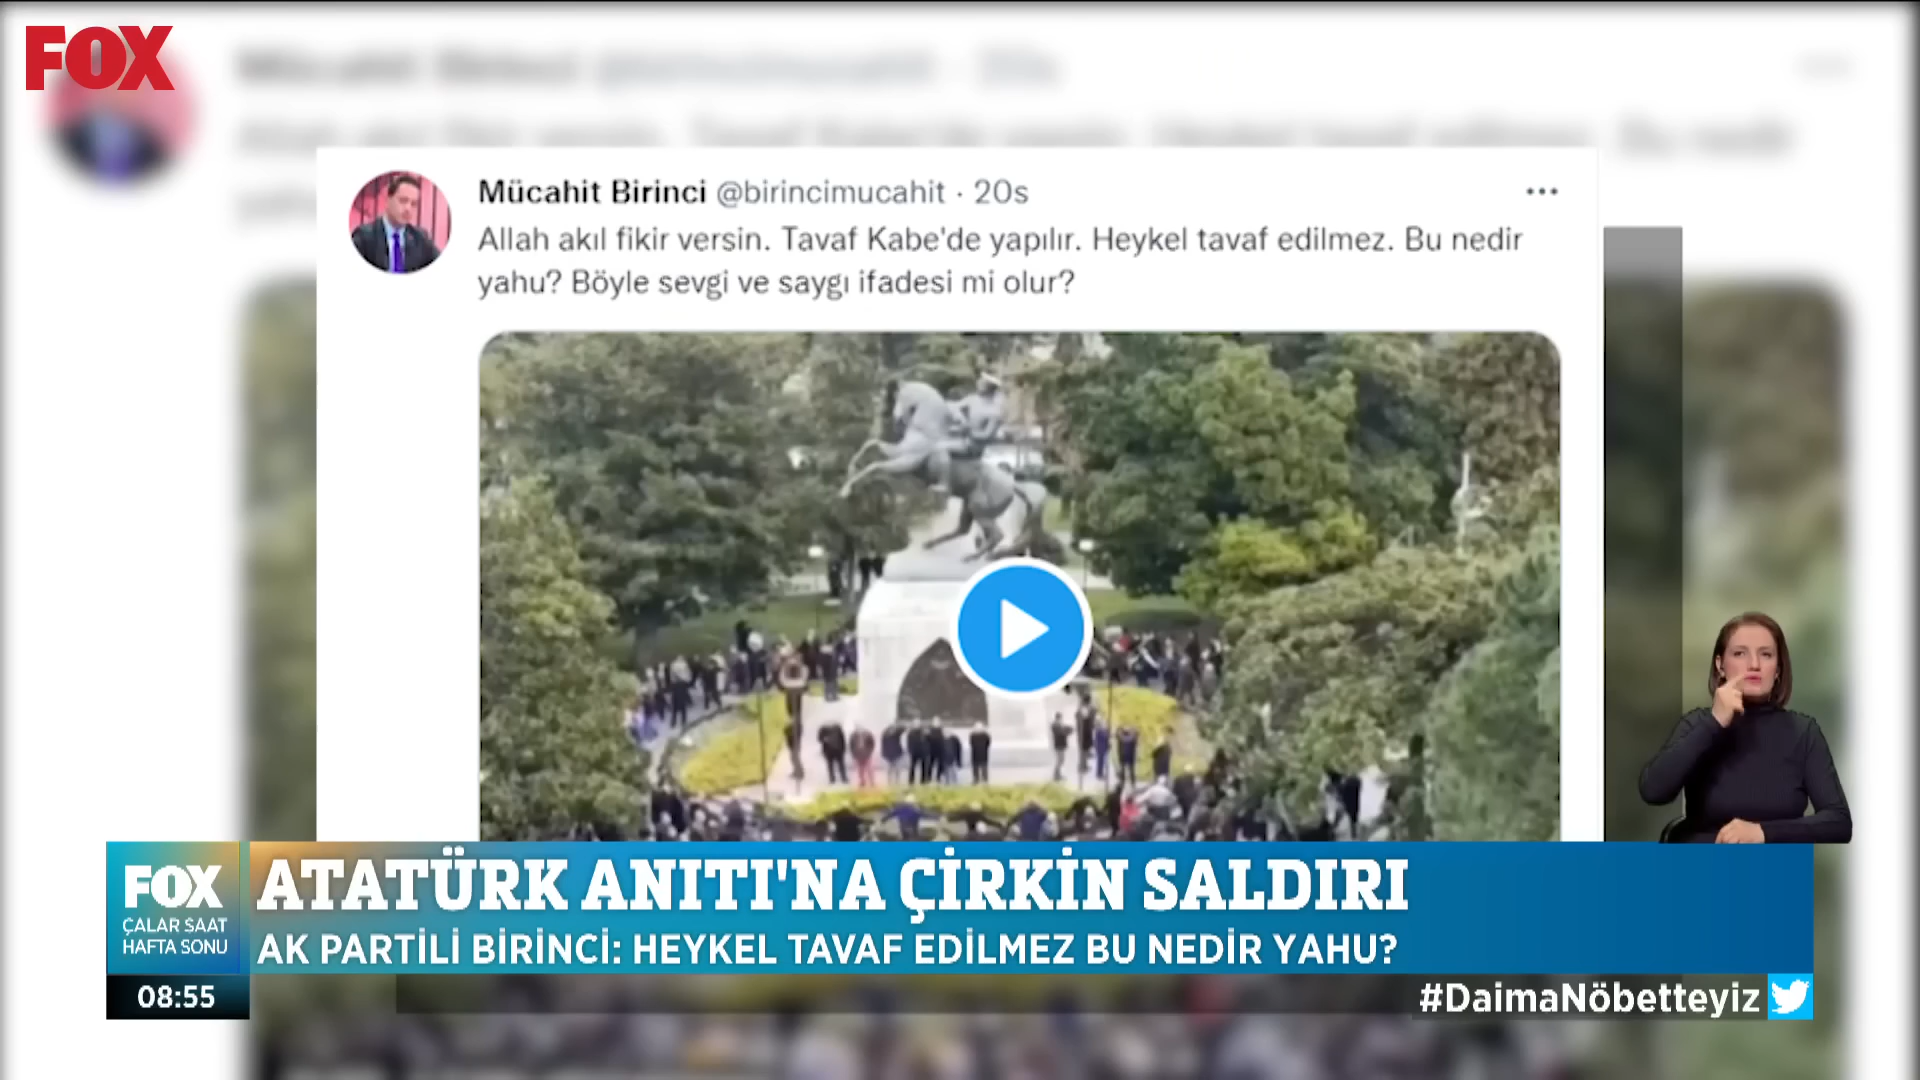 FOX
Mücahit Birinci @birincimucahit · 20s
Allah akıl fikir versin. Tavaf Kabe'de yapılır. Heykel tavaf edilmez. Bu nedir
yahu? Böyle sevgi ve saygı ifadesi mi olur?
FOX
ÇALAR SAAT
HAFTA SONU
ATATÜRK ANITI'NA ÇİRKİN SALDIRI
AK PARTİLİ BİRİNCİ: HEYKEL TAVAF EDİLMEZ BU NEDİR YAHU?
08:55
#DaimaNöbetteyiz